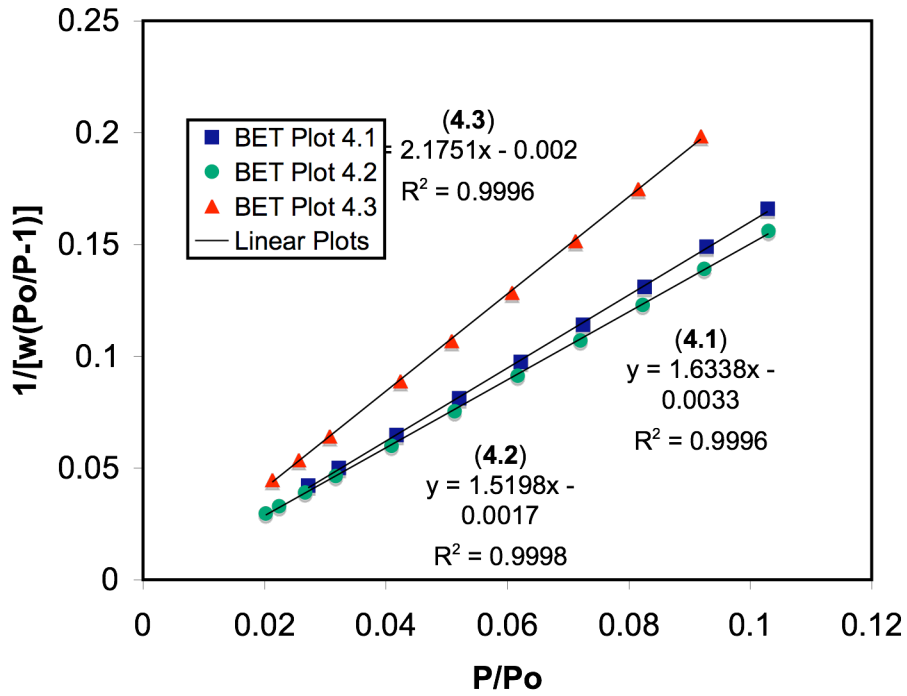 0.25
0.2
0.15
0.1
0.05
0
1/[w(Po/P-1)]
BET Plot 4.1
BET Plot 4.2
BET Plot 4.3
Linear Plots
(4.3)
= 2.1751x - 0.002
R² = 0.9996
(4.1)
y = 1.6338x -
0.0033
R² = 0.9996
(4.2)
y = 1.5198x -
0.0017
R² = 0.9998
0 0.02 0.04 0.06 0.08 0.1 0.12
P/Po